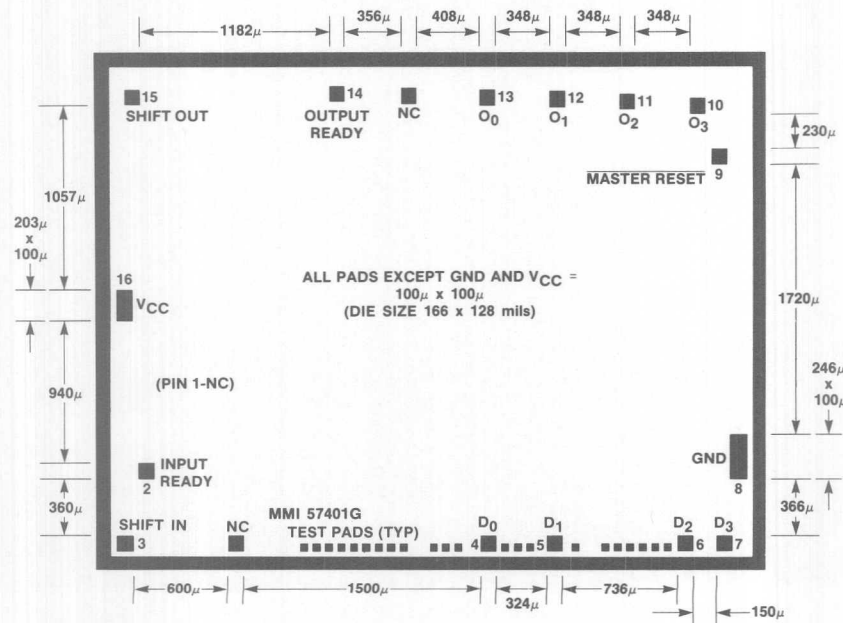 1182μ
356μ
408μ
348μ
348μ
348μ
15
SHIFT OUT
14
OUTPUT
READY
NC
13
O0
12
O1
11
O2
10
O3
230μ
MASTER RESET
9
1057μ
203μ
x
100μ
16
VCC
ALL PADS EXCEPT GND AND VCC =
100μ x 100μ
(DIE SIZE 166 x 128 mils)
1720μ
940μ
(PIN 1-NC)
246μ
x
100μ
INPUT
READY
2
GND
8
360μ
366μ
SHIFT IN
3
NC
MMI 57401G
TEST PADS (TYP)
D0
4
D1
5
D2
6
D3
7
600μ
1500μ
324μ
736μ
150μ